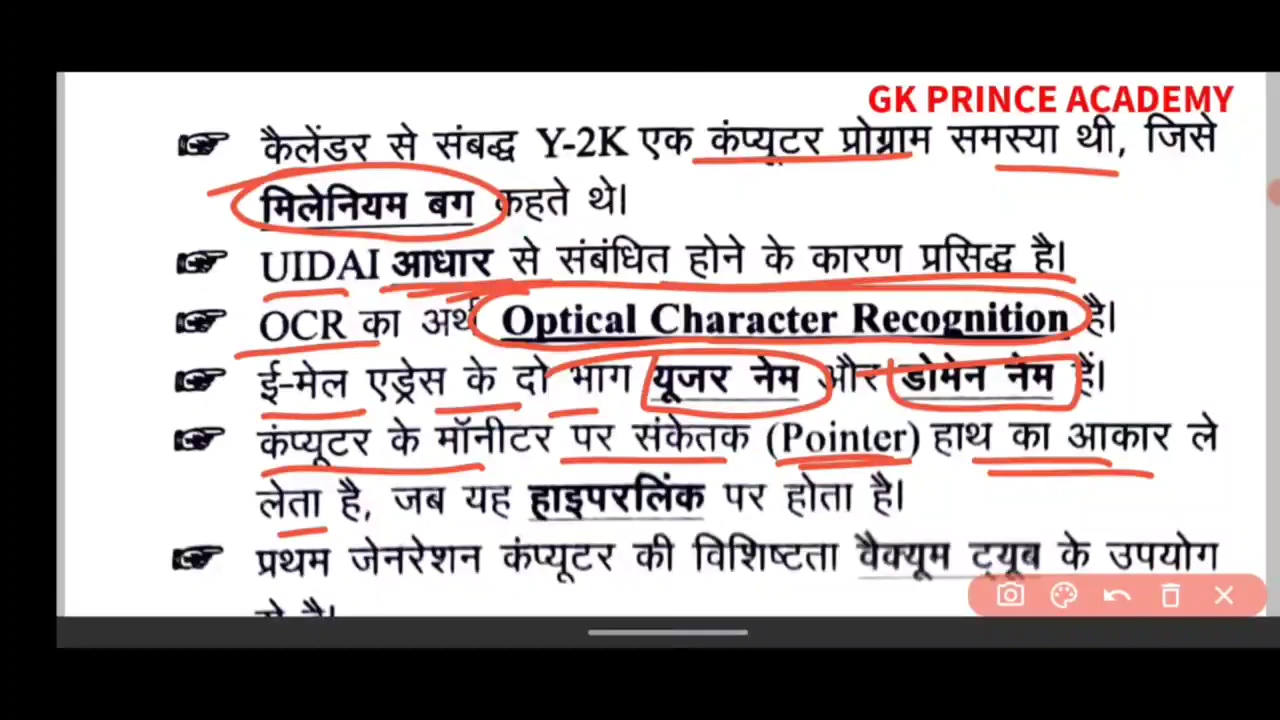 GK PRINCE ACADEMY
कैलेंडर से संबद्ध Y-2K एक कंप्यूटर प्रोग्राम समस्या थी, जिसे
मिलेनियम बग कहते थे।
UIDAI आधार से संबंधित होने के कारण प्रसिद्ध है।
OCR का अर्थ Optical Character Recognition है।
ई-मेल एड्रेस के दो भाग यूजर नेम और डोमेन नेम हैं।
कंप्यूटर के मॉनीटर पर संकेतक (Pointer) हाथ का आकार ले
लेता है, जब यह हाइपरलिंक पर होता है।
प्रथम जेनरेशन कंप्यूटर की विशिष्टता वैक्यूम ट्यूब के उपयोग